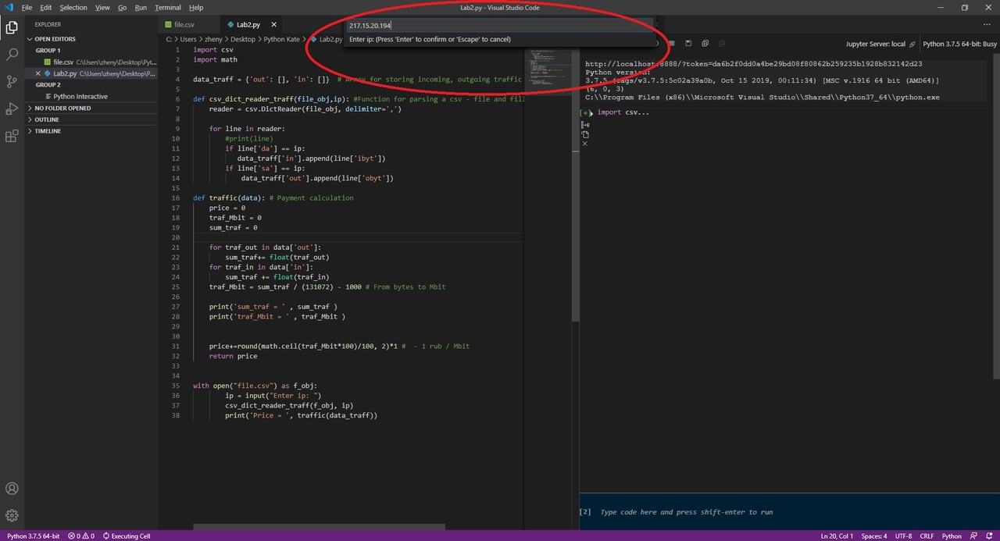 File Edit Selection View Go Run Terminal Help
Lab2.py - Visual Studio Code
217.15.20.194
Enter ip: (Press 'Enter' to confirm or 'Escape' to cancel)
EXPLORER
OPEN EDITORS
GROUP 1
file.csv C:\Users\zheny\Desktop\Pyt...
Lab2.py C:\Users\zheny\Desktop\P...
GROUP 2
Python Interactive
NO FOLDER OPENED
OUTLINE
TIMELINE
file.csv
Lab2.py
C: > Users > zheny > Desktop > Python Kate > Lab2.py
1 import csv
2 import math
3
4 data_traff = {'out': [], 'in': []} # Array for storing incoming, outgoing traffic
5
6 def csv_dict_reader_traff(file_obj,ip): #Function for parsing a csv - file and fill
7 reader = csv.DictReader(file_obj, delimiter=',')
8
9 for line in reader:
10 #print(line)
11 if line['da'] == ip:
12 data_traff['in'].append(line['ibyt'])
13 if line['sa'] == ip:
14 data_traff['out'].append(line['obyt'])
15
16 def traffic(data): # Payment calculation
17 price = 0
18 traf_Mbit = 0
19 sum_traf = 0
20
21 for traf_out in data['out']:
22 sum_traf+= float(traf_out)
23 for traf_in in data['in']:
24 sum_traf += float(traf_in)
25 traf_Mbit = sum_traf / (131072) - 1000 # From bytes to Mbit
26
27 print('sum_traf = ' , sum_traf )
28 print('traf_Mbit = ' , traf_Mbit )
29
30
31 price+=round(math.ceil(traf_Mbit*100)/100, 2)*1 # - 1 rub / Mbit
32 return price
33
34
35 with open("file.csv") as f_obj:
36 ip = input("Enter ip: ")
37 csv_dict_reader_traff(f_obj, ip)
38 print('Price = ', traffic(data_traff))
Jupyter Server: local
Python 3.7.5 64-bit: Busy
http://localhost:8888/?token=da6b2f0dd0a4be29bd08f80862b259235b1928b832142d23
Python version:
3.7.5 (tags/v3.7.5:5c02a39a0b, Oct 15 2019, 00:11:34) [MSC v.1916 64 bit (AMD64)]
(6, 0, 3)
C:\\Program Files (x86)\\Microsoft Visual Studio\\Shared\\Python37_64\\python.exe
[*] import csv...
[2] Type code here and press shift-enter to run
Python 3.7.5 64-bit 0 0 Executing Cell
Ln 20, Col 1 Spaces: 4 UTF-8 CRLF Python